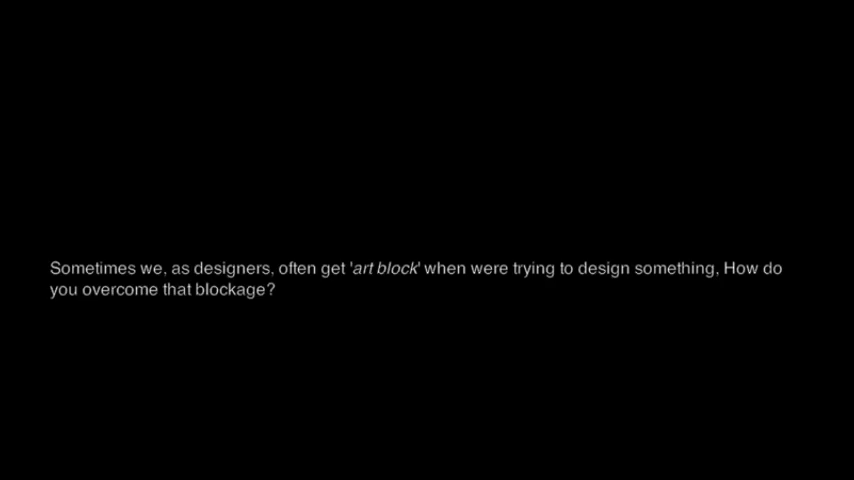 Sometimes we, as designers, often get 'art block' when were trying to design something, How do
you overcome that blockage?